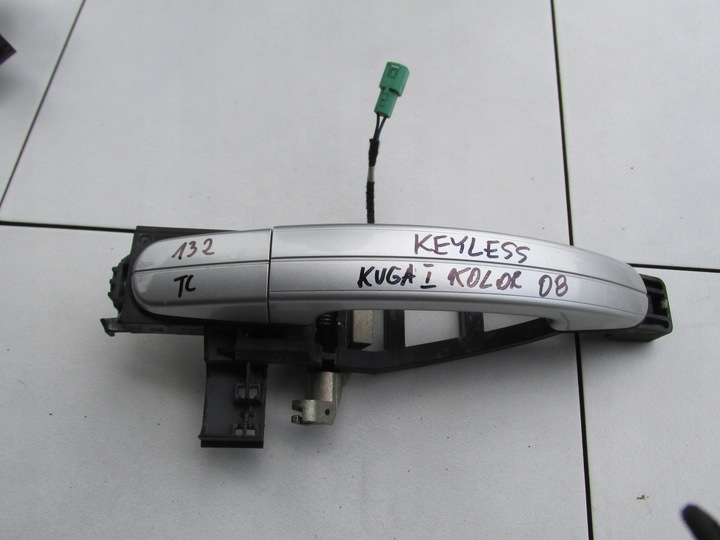 132
TC
KEYLESS
KUGA I KOLOR 08